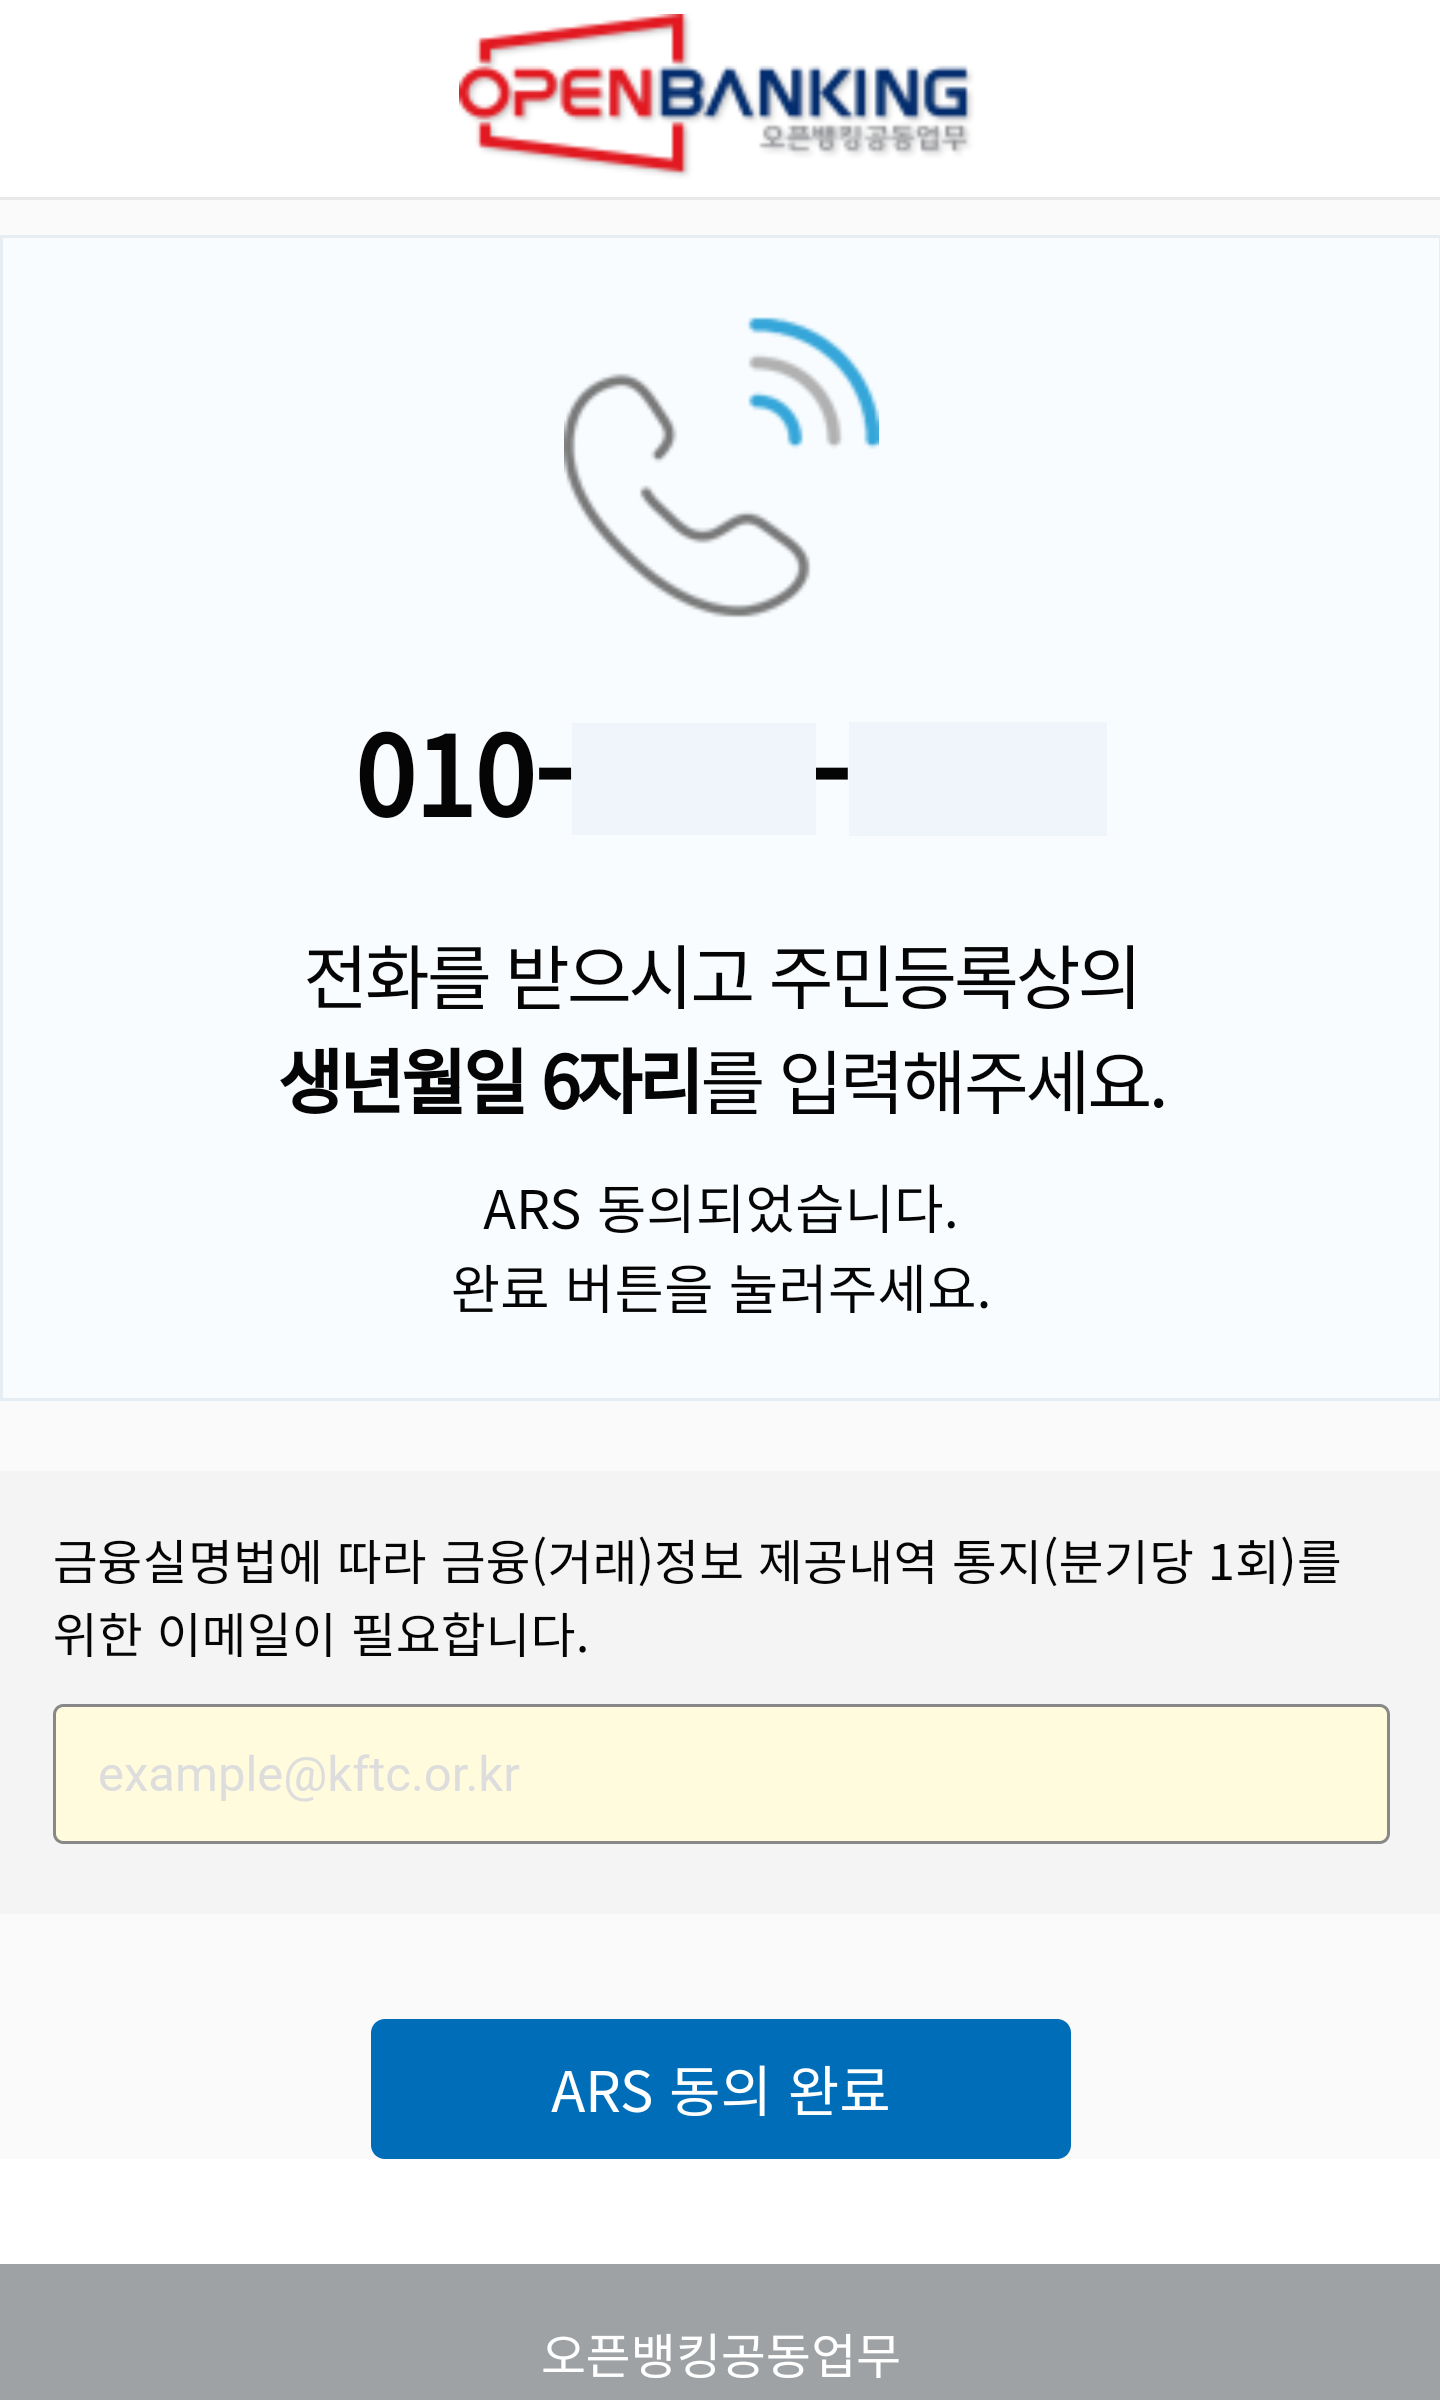 OPENBANKING
오픈뱅킹공동업무
010- -
전화를 받으시고 주민등록상의
생년월일 6자리를 입력해주세요.
ARS 동의되었습니다.
완료 버튼을 눌러주세요.
금융실명법에 따라 금융(거래)정보 제공내역 통지(분기당 1회)를
위한 이메일이 필요합니다.
example@kftc.or.kr
ARS 동의 완료
오픈뱅킹공동업무